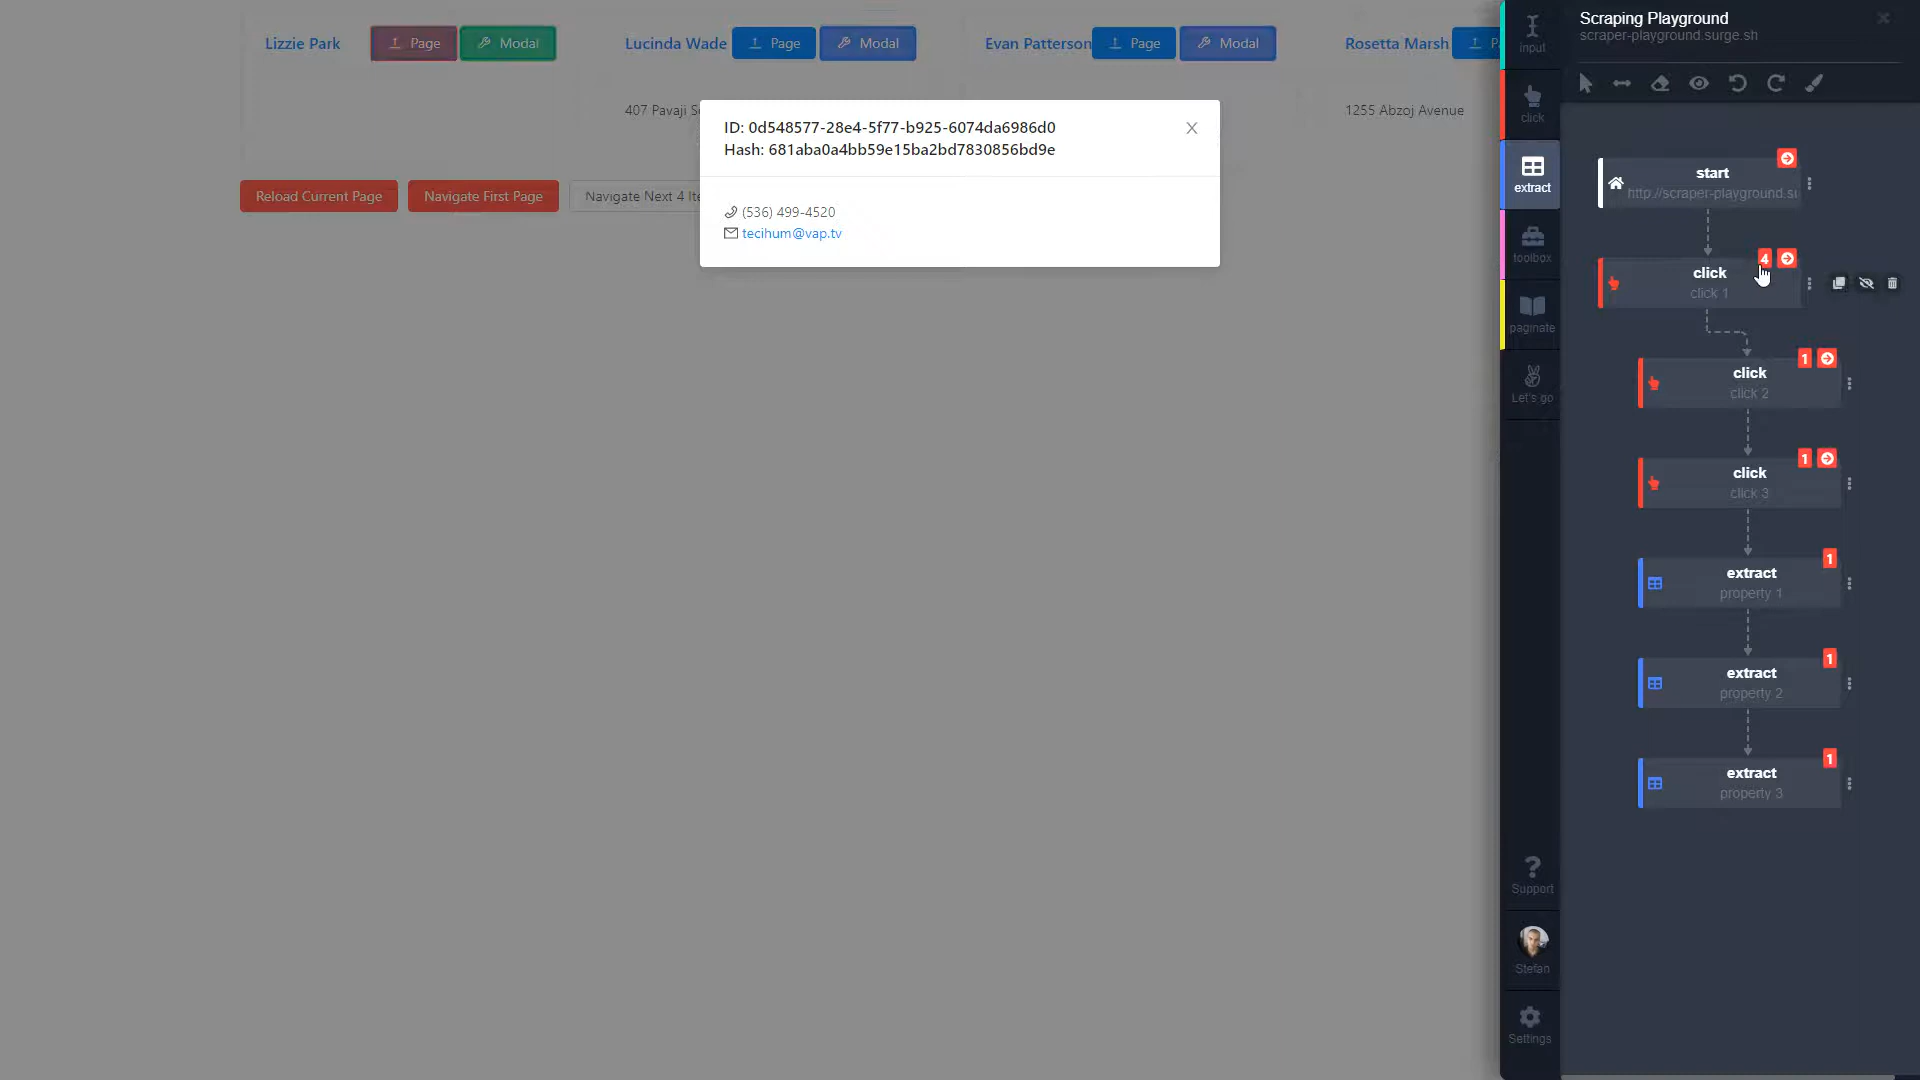 Lizzie Park
Page
Modal
Lucinda Wade
Page
Modal
Evan Patterson
Page
Modal
Rosetta Marsh
407 Pavaji
1255 Abzoj Avenue
ID: 0d548577-28e4-5f77-b925-6074da6986d0
Hash: 681aba0a4bb59e15ba2bd7830856bd9e
(536) 499-4520
tecihum@vap.tv
Reload Current Page
Navigate First Page
Navigate Next 4
input
click
extract
toolbox
paginate
Let's go
Support
Stefan
Settings
Scraping Playground
scraper-playground.surge.sh
start
http://scraper-playground.su
4
click
click 1
1
click
click 2
1
click
click 3
1
extract
property 1
1
extract
property 2
1
extract
property 3